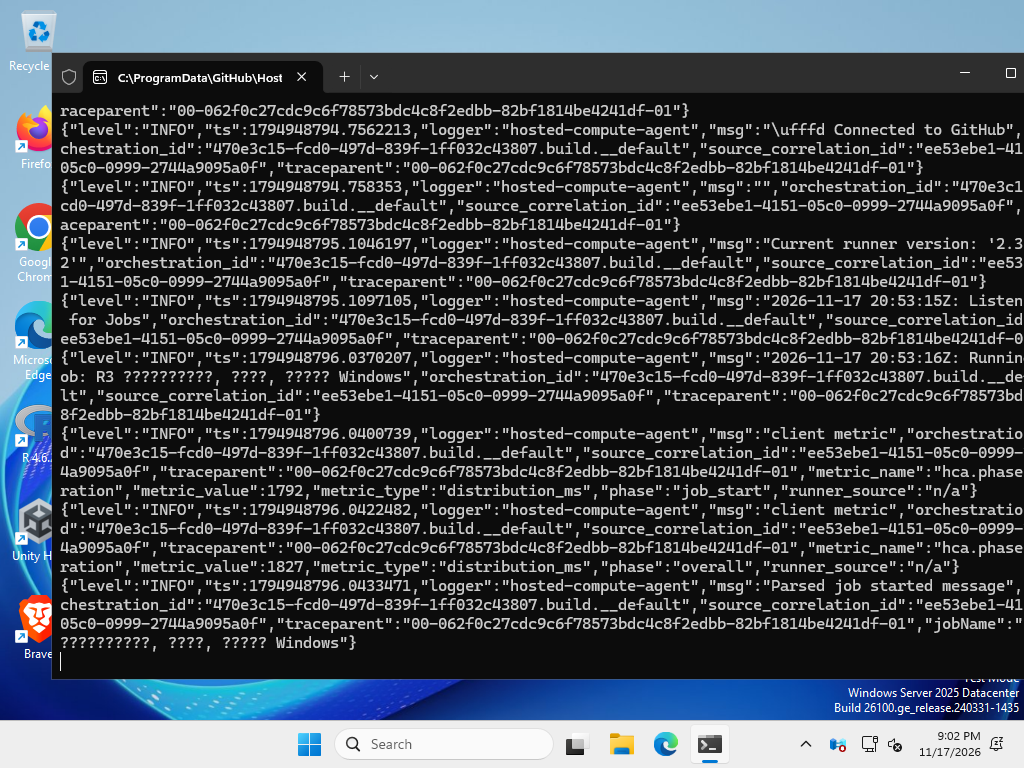 Recycle
Firefo
Googl
Chrom
Micros
Edge
R 4.6.
Unity H
Brave
C:\ProgramData\GitHub\Host
raceparent":"00-062f0c27cdc9c6f78573bdc4c8f2edbb-82bf1814be4241df-01"}
{"level":"INFO","ts":1794948794.7562213,"logger":"hosted-compute-agent","msg":"\ufffd Connected to GitHub",
chestration_id":"470e3c15-fcd0-497d-839f-1ff032c43807.build.__default","source_correlation_id":"ee53ebe1-41
05c0-0999-2744a9095a0f","traceparent":"00-062f0c27cdc9c6f78573bdc4c8f2edbb-82bf1814be4241df-01"}
{"level":"INFO","ts":1794948794.758353,"logger":"hosted-compute-agent","msg":"","orchestration_id":"470e3c1
cd0-497d-839f-1ff032c43807.build.__default","source_correlation_id":"ee53ebe1-4151-05c0-0999-2744a9095a0f",
aceparent":"00-062f0c27cdc9c6f78573bdc4c8f2edbb-82bf1814be4241df-01"}
{"level":"INFO","ts":1794948795.1046197,"logger":"hosted-compute-agent","msg":"Current runner version: '2.3
2'","orchestration_id":"470e3c15-fcd0-497d-839f-1ff032c43807.build.__default","source_correlation_id":"ee53
1-4151-05c0-0999-2744a9095a0f","traceparent":"00-062f0c27cdc9c6f78573bdc4c8f2edbb-82bf1814be4241df-01"}
{"level":"INFO","ts":1794948795.1097105,"logger":"hosted-compute-agent","msg":"2026-11-17 20:53:15Z: Listen
for Jobs","orchestration_id":"470e3c15-fcd0-497d-839f-1ff032c43807.build.__default","source_correlation_id
ee53ebe1-4151-05c0-0999-2744a9095a0f","traceparent":"00-062f0c27cdc9c6f78573bdc4c8f2edbb-82bf1814be4241df-0
{"level":"INFO","ts":1794948796.0370207,"logger":"hosted-compute-agent","msg":"2026-11-17 20:53:16Z: Runnin
ob: R3 ??????????, ????, ????? Windows","orchestration_id":"470e3c15-fcd0-497d-839f-1ff032c43807.build.__de
lt","source_correlation_id":"ee53ebe1-4151-05c0-0999-2744a9095a0f","traceparent":"00-062f0c27cdc9c6f78573bd
8f2edbb-82bf1814be4241df-01"}
{"level":"INFO","ts":1794948796.0400739,"logger":"hosted-compute-agent","msg":"client metric","orchestratio
d":"470e3c15-fcd0-497d-839f-1ff032c43807.build.__default","source_correlation_id":"ee53ebe1-4151-05c0-0999-
4a9095a0f","traceparent":"00-062f0c27cdc9c6f78573bdc4c8f2edbb-82bf1814be4241df-01","metric_name":"hca.phase
ration","metric_value":1792,"metric_type":"distribution_ms","phase":"job_start","runner_source":"n/a"}
{"level":"INFO","ts":1794948796.0422482,"logger":"hosted-compute-agent","msg":"client metric","orchestratio
d":"470e3c15-fcd0-497d-839f-1ff032c43807.build.__default","source_correlation_id":"ee53ebe1-4151-05c0-0999-
4a9095a0f","traceparent":"00-062f0c27cdc9c6f78573bdc4c8f2edbb-82bf1814be4241df-01","metric_name":"hca.phase
ration","metric_value":1827,"metric_type":"distribution_ms","phase":"overall","runner_source":"n/a"}
{"level":"INFO","ts":1794948796.0433471,"logger":"hosted-compute-agent","msg":"Parsed job started message",
chestration_id":"470e3c15-fcd0-497d-839f-1ff032c43807.build.__default","source_correlation_id":"ee53ebe1-41
05c0-0999-2744a9095a0f","traceparent":"00-062f0c27cdc9c6f78573bdc4c8f2edbb-82bf1814be4241df-01","jobName":"
??????????, ????, ????? Windows"}
Test Mode
Windows Server 2025 Datacenter
Build 26100.ge_release.240331-1435
Search
9:02 PM
11/17/2026